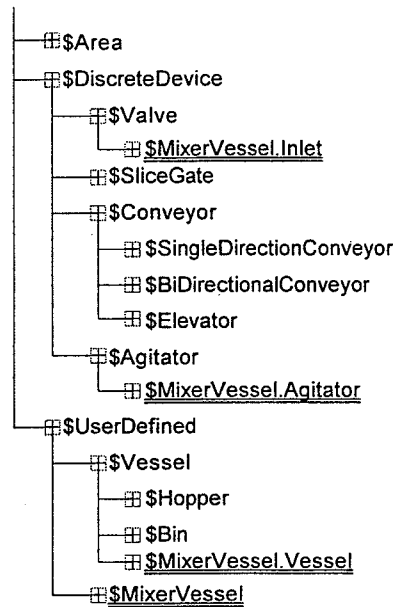 $Area
$DiscreteDevice
$Valve
$MixerVessel.Inlet
$SliceGate
$Conveyor
$SingleDirectionConveyor
$BiDirectionalConveyor
$Elevator
$Agitator
$MixerVessel.Agitator
$UserDefined
$Vessel
$Hopper
$Bin
$MixerVessel.Vessel
$MixerVessel